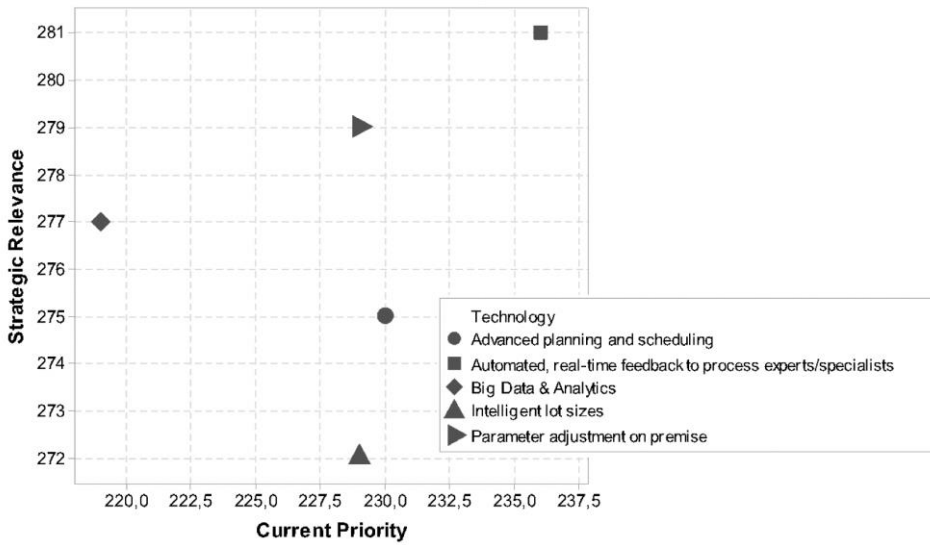 281
280
279
278
277
276
275
274
273
272
Strategic Relevance
220,0 222,5 225,0 227,5 230,0 232,5 235,0 237,5
Current Priority
Technology
Advanced planning and scheduling
Automated, real-time feedback to process experts/specialists
Big Data & Analytics
Intelligent lot sizes
Parameter adjustment on premise